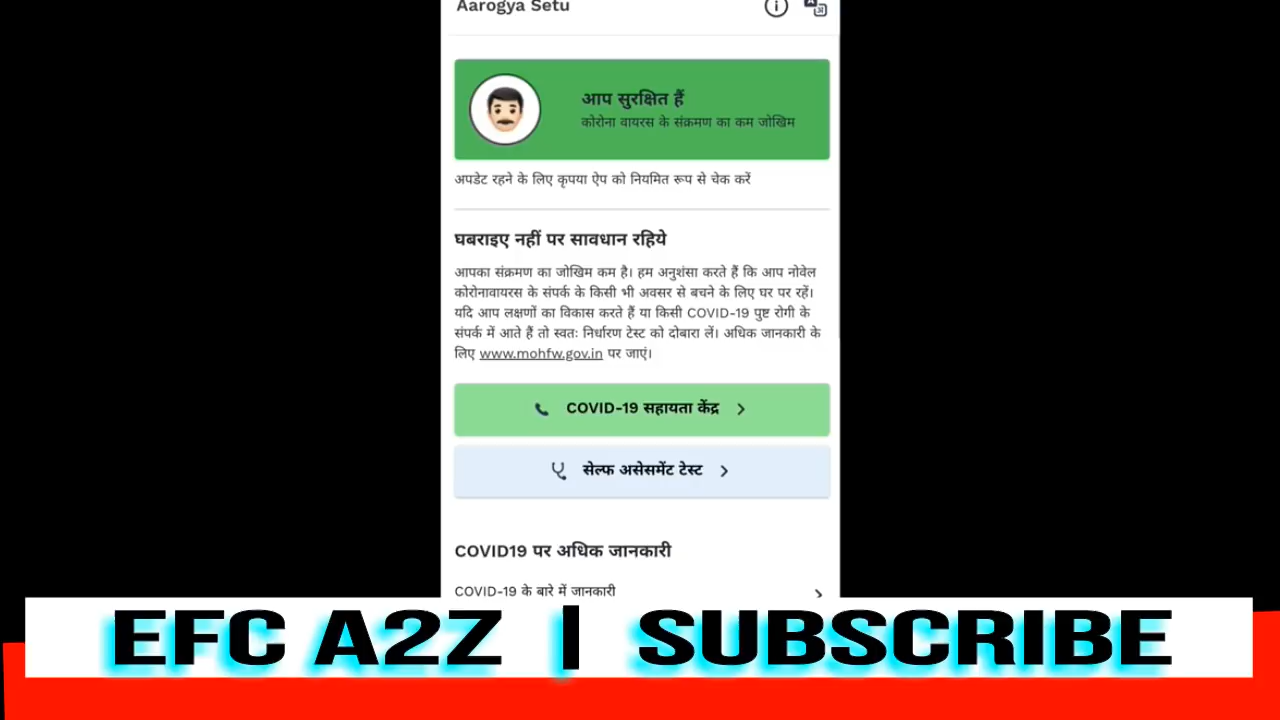 Aarogya Setu
आप सुरक्षित हैं
कोरोना वायरस के संक्रमण का कम जोखिम
अपडेट रहने के लिए कृपया ऐप को नियमित रूप से चेक करें
घबराइए नहीं पर सावधान रहिये
आपका संक्रमण का जोखिम कम है। हम अनुशंसा करते हैं कि आप नोवेल
कोरोनावायरस के संपर्क के किसी भी अवसर से बचने के लिए घर पर रहें।
यदि आप लक्षणों का विकास करते हैं या किसी COVID-19 पुष्ट रोगी के
संपर्क में आते हैं तो स्वतः निर्धारण टेस्ट को दोबारा लें। अधिक जानकारी के
लिए www.mohfw.gov.in पर जाएं।
COVID-19 सहायता केंद्र
सेल्फ असेसमेंट टेस्ट
COVID19 पर अधिक जानकारी
COVID-19 के बारे में जानकारी
EFC A2Z | SUBSCRIBE